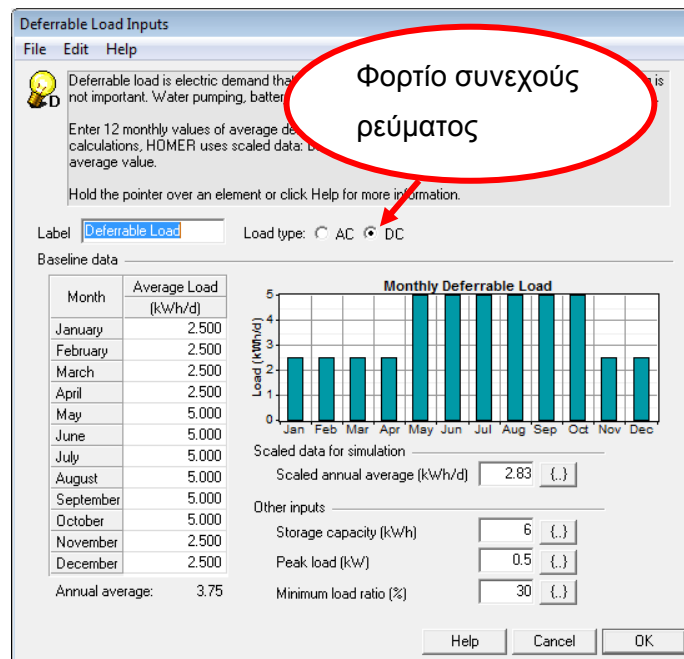 Deferrable Load Inputs
File Edit Help
Φορτίο συνεχούς
ρεύματος
Deferrable load is electric demand that is
not important. Water pumping,
Enter 12 monthly values of average
calculations, HOMER uses scaled data:
average value.
Hold the pointer over an element or click Help for more information.
Label Deferrable Load Load type: AC DC
Baseline data
Month Average Load
(kWh/d)
January 2.500
February 2.500
March 2.500
April 2.500
May 5.000
June 5.000
July 5.000
August 5.000
September 5.000
October 5.000
November 2.500
December 2.500
Annual average: 3.75
Monthly Deferrable Load
Load (kWh/d)
5
4
3
2
1
0
Jan Feb Mar Apr May Jun Jul Aug Sep Oct Nov Dec
Scaled data for simulation
Scaled annual average (kWh/d) 2.83 {..}
Other inputs
Storage capacity (kWh) 6 {..}
Peak load (kW) 0.5 {..}
Minimum load ratio (%) 30 {..}
Help Cancel OK